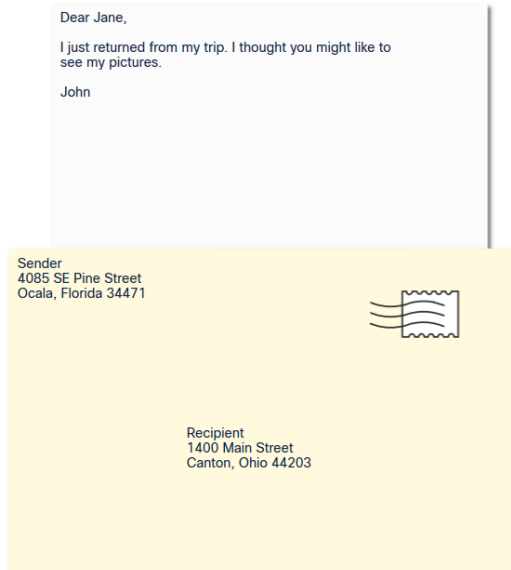 Dear Jane,
I just returned from my trip. I thought you might like to
see my pictures.
John
Sender
4085 SE Pine Street
Ocala, Florida 34471
Recipient
1400 Main Street
Canton, Ohio 44203